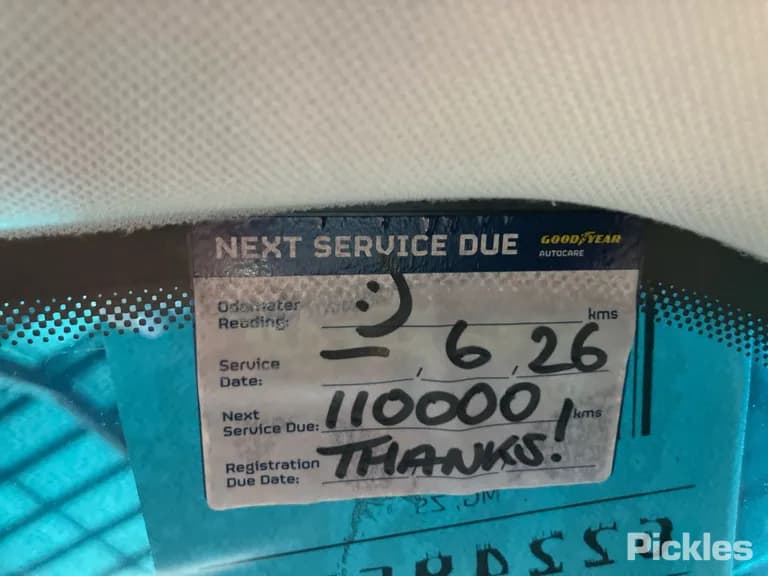 NEXT SERVICE DUE GOODYEAR AUTOCARE
Odometer Reading: :) kms
Service Date: — , 6 , 26
Next Service Due: 110000 kms
Registration Due Date: THANKS!
Pickles